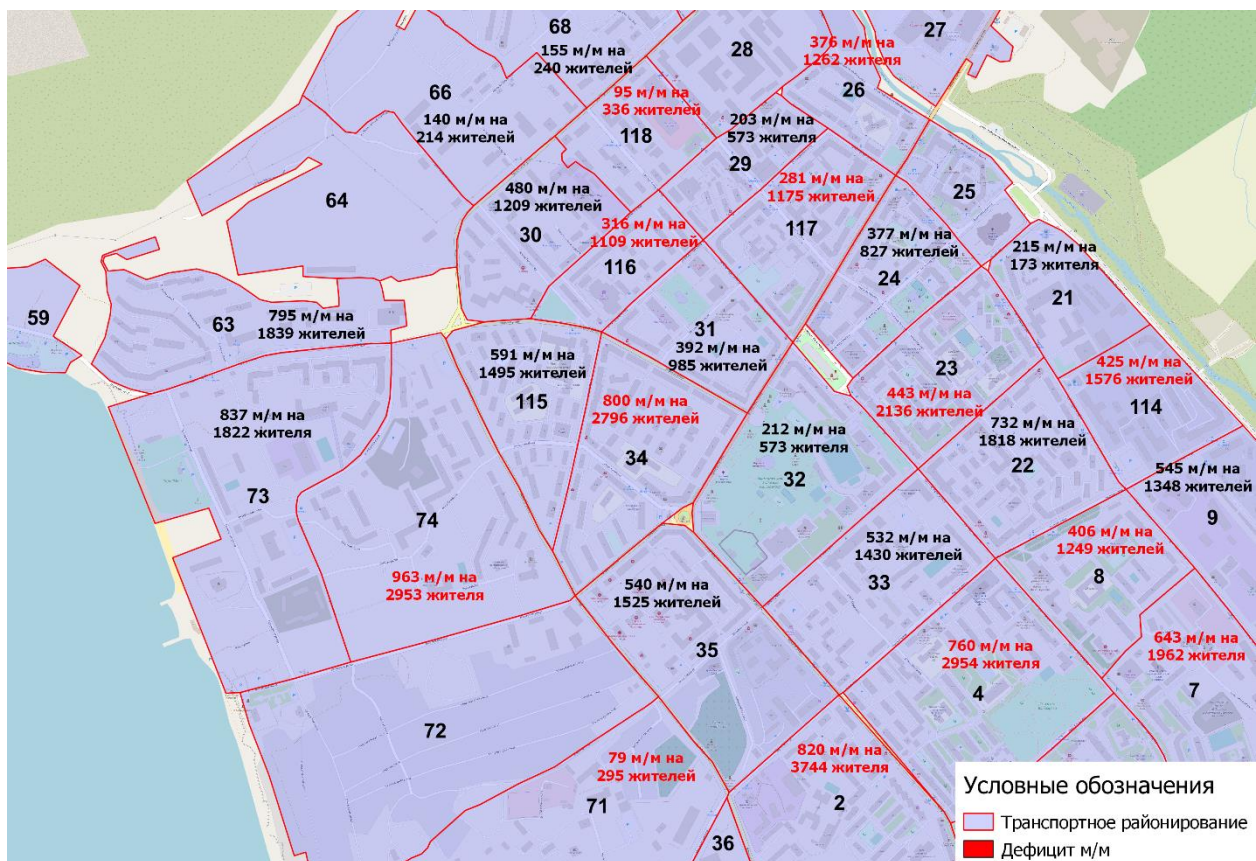 68
155 м/м на
240 жителей
28
376 м/м на
1262 жителя
27
66
140 м/м на
214 жителей
95 м/м на
336 жителей
118
26
203 м/м на
573 жителя
29
64
480 м/м на
1209 жителей
30
316 м/м на
1109 жителей
116
281 м/м на
1175 жителей
117
25
377 м/м на
827 жителей
24
215 м/м на
173 жителя
21
59
63
795 м/м на
1839 жителей
31
392 м/м на
985 жителей
23
443 м/м на
2136 жителей
425 м/м на
1576 жителей
114
591 м/м на
1495 жителей
115
800 м/м на
2796 жителей
34
837 м/м на
1822 жителя
73
212 м/м на
573 жителя
32
732 м/м на
1818 жителей
22
545 м/м на
1348 жителей
9
74
963 м/м на
2953 жителя
532 м/м на
1430 жителей
33
406 м/м на
1249 жителей
8
540 м/м на
1525 жителей
35
760 м/м на
2954 жителя
4
643 м/м на
1962 жителя
7
72
79 м/м на
295 жителей
71
820 м/м на
3744 жителя
2
36
Условные обозначения
Транспортное районирование
Дефицит м/м